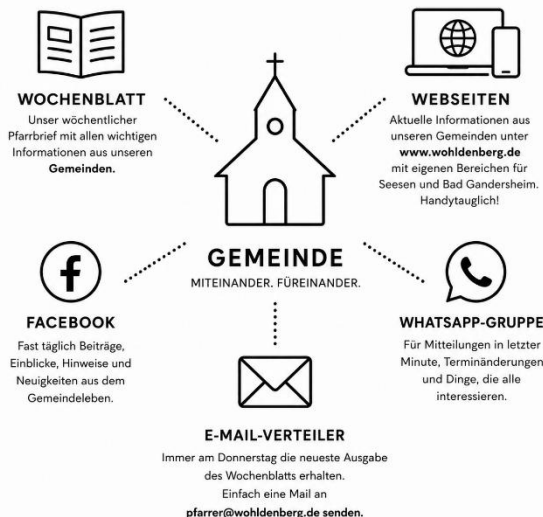 WOCHENBLATT
Unser wöchentlicher
Pfarrbrief mit allen wichtigen
Informationen aus unseren
Gemeinden.
WEBSEITEN
Aktuelle Informationen aus
unseren Gemeinden unter
www.wohldenberg.de
mit eigenen Bereichen für
Seesen und Bad Gandersheim.
Handytauglich!
GEMEINDE
MITEINANDER. FÜREINANDER.
FACEBOOK
Fast täglich Beiträge,
Einblicke, Hinweise und
Neuigkeiten aus dem
Gemeindeleben.
WHATSAPP-GRUPPE
Für Mitteilungen in letzter
Minute, Terminänderungen
und Dinge, die alle
interessieren.
E-MAIL-VERTEILER
Immer am Donnerstag die neueste Ausgabe
des Wochenblatts erhalten.
Einfach eine Mail an
pfarrer@wohldenberg.de senden.